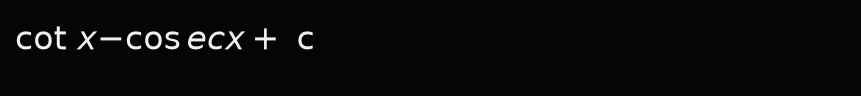 cot x−cos ecx + c